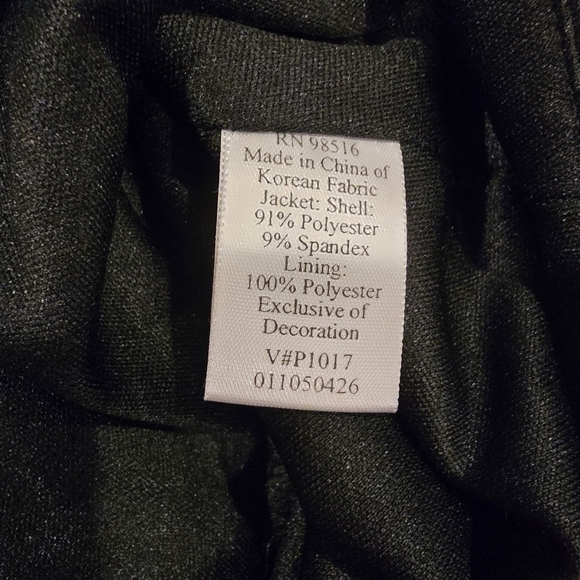 RN 98516
Made in China of
Korean Fabric
Jacket: Shell:
91% Polyester
9% Spandex
Lining:
100% Polyester
Exclusive of
Decoration
V#P1017
011050426